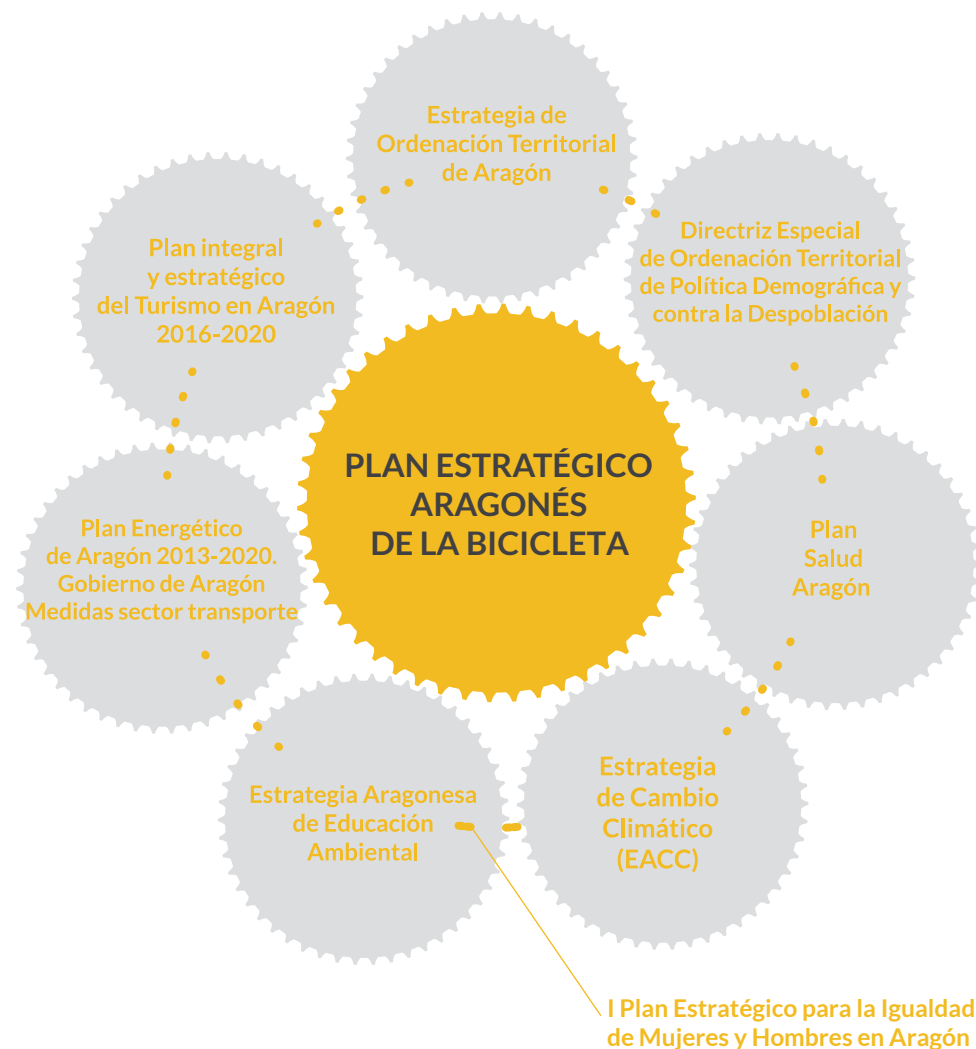 Estrategia de
Ordenación Territorial
de Aragón
Plan integral
y estratégico
del Turismo en Aragón
2016-2020
Directriz Especial
de Ordenación Territorial
de Política Demográfica y
contra la Despoblación
PLAN ESTRATÉGICO
ARAGONÉS
DE LA BICICLETA
Plan Energético
de Aragón 2013-2020.
Gobierno de Aragón
Medidas sector transporte
Plan
Salud
Aragón
Estrategia Aragonesa
de Educación
Ambiental
Estrategia
de Cambio
Climático
(EACC)
I Plan Estratégico para la Igualdad
de Mujeres y Hombres en Aragón